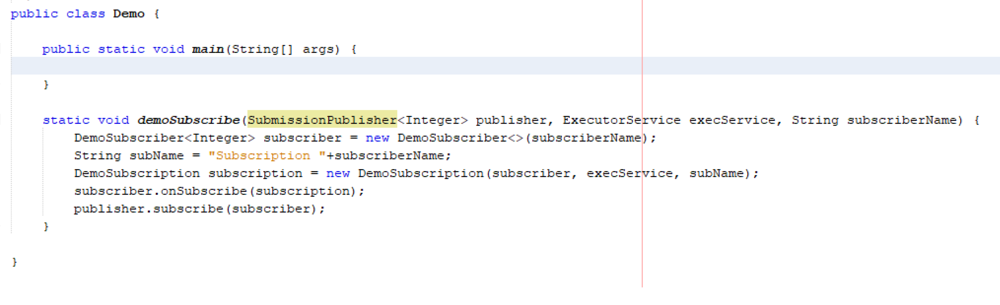 public class Demo {
public static void main(String[] args) {
}
static void demoSubscribe(SubmissionPublisher<Integer> publisher, ExecutorService execService, String subscriberName) {
DemoSubscriber<Integer> subscriber = new DemoSubscriber<>(subscriberName);
String subName = "Subscription "+subscriberName;
DemoSubscription subscription = new DemoSubscription(subscriber, execService, subName);
subscriber.onSubscribe(subscription);
publisher.subscribe(subscriber);
}
}